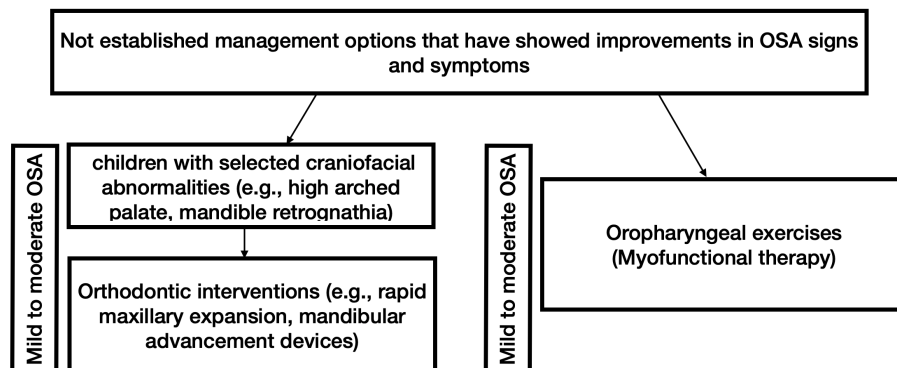 Not established management options that have showed improvements in OSA signs
and symptoms
Mild to moderate OSA
children with selected craniofacial
abnormalities (e.g., high arched
palate, mandible retrognathia)
Orthodontic interventions (e.g., rapid
maxillary expansion, mandibular
advancement devices)
Mild to moderate OSA
Oropharyngeal exercises
(Myofunctional therapy)